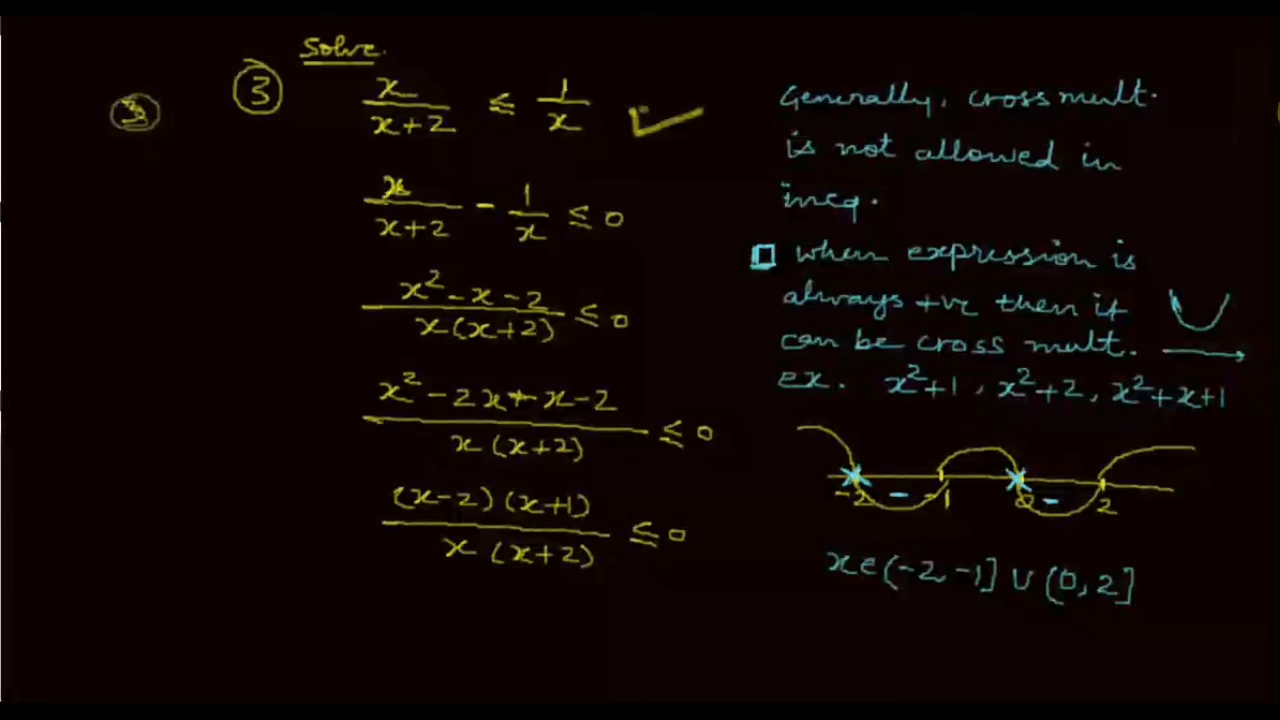 Solve.
3
3
x/(x+2) ≤ 1/x
x/(x+2) - 1/x ≤ 0
(x² - x - 2)/(x(x+2)) ≤ 0
(x² - 2x + x - 2)/(x(x+2)) ≤ 0
((x-2)(x+1))/(x(x+2)) ≤ 0
Generally, cross mult.
is not allowed in
ineq.
when expression is
always +ve then it
can be cross mult.
ex. x²+1, x²+2, x²+x+1
- -
-2 -1 0 2
x∈(-2 -1] ∪ (0, 2]